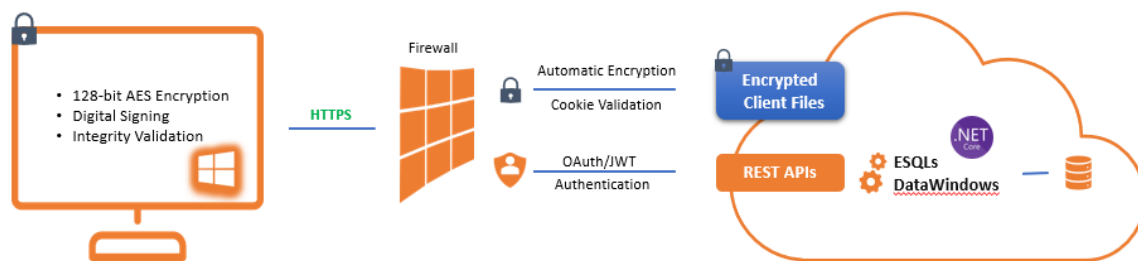 128-bit AES Encryption
Digital Signing
Integrity Validation
HTTPS
Firewall
Automatic Encryption
Cookie Validation
OAuth/JWT
Authentication
Encrypted
Client Files
REST APIs
.NET
Core
ESQLs
DataWindows